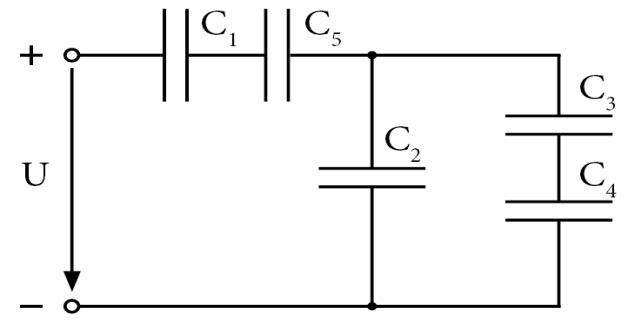 + C₁ C₅
C₃
C₂
U C₄
−